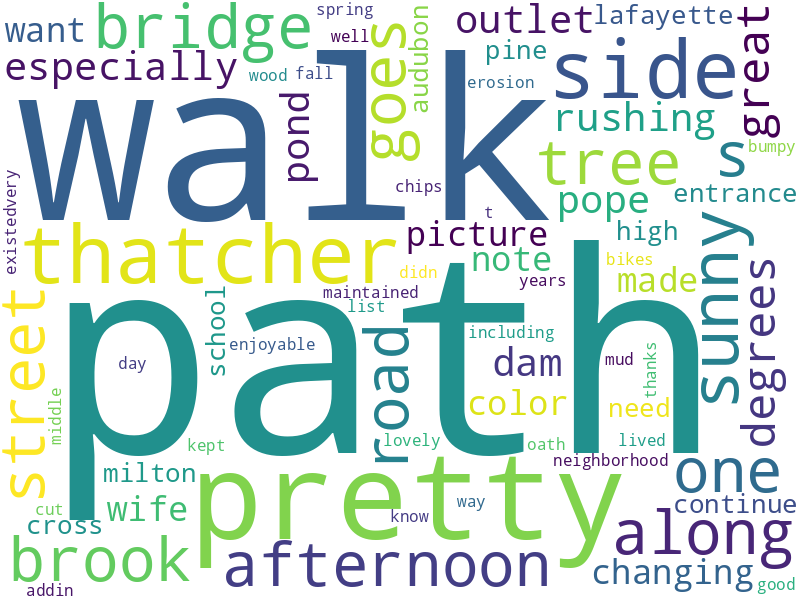 want
bridge
spring
well
audubon
outlet
lafayette
great
especially
wood
fall
goes
pine
erosion
side
walk
pond
rushing
s
bumpy
chips
tree
pope
entrance
existedvery
t
thatcher
picture
high
sunny
didn
note
bikes
made
degrees
maintained
years
street
school
list
path
enjoyable
road
including
day
dam
mud
thanks
color
need
middle
kept
lovely
oath
lived
neighborhood
milton
pretty
one
cut
wife
way
continue
cross
know
along
brook
afternoon
changing
addin
good